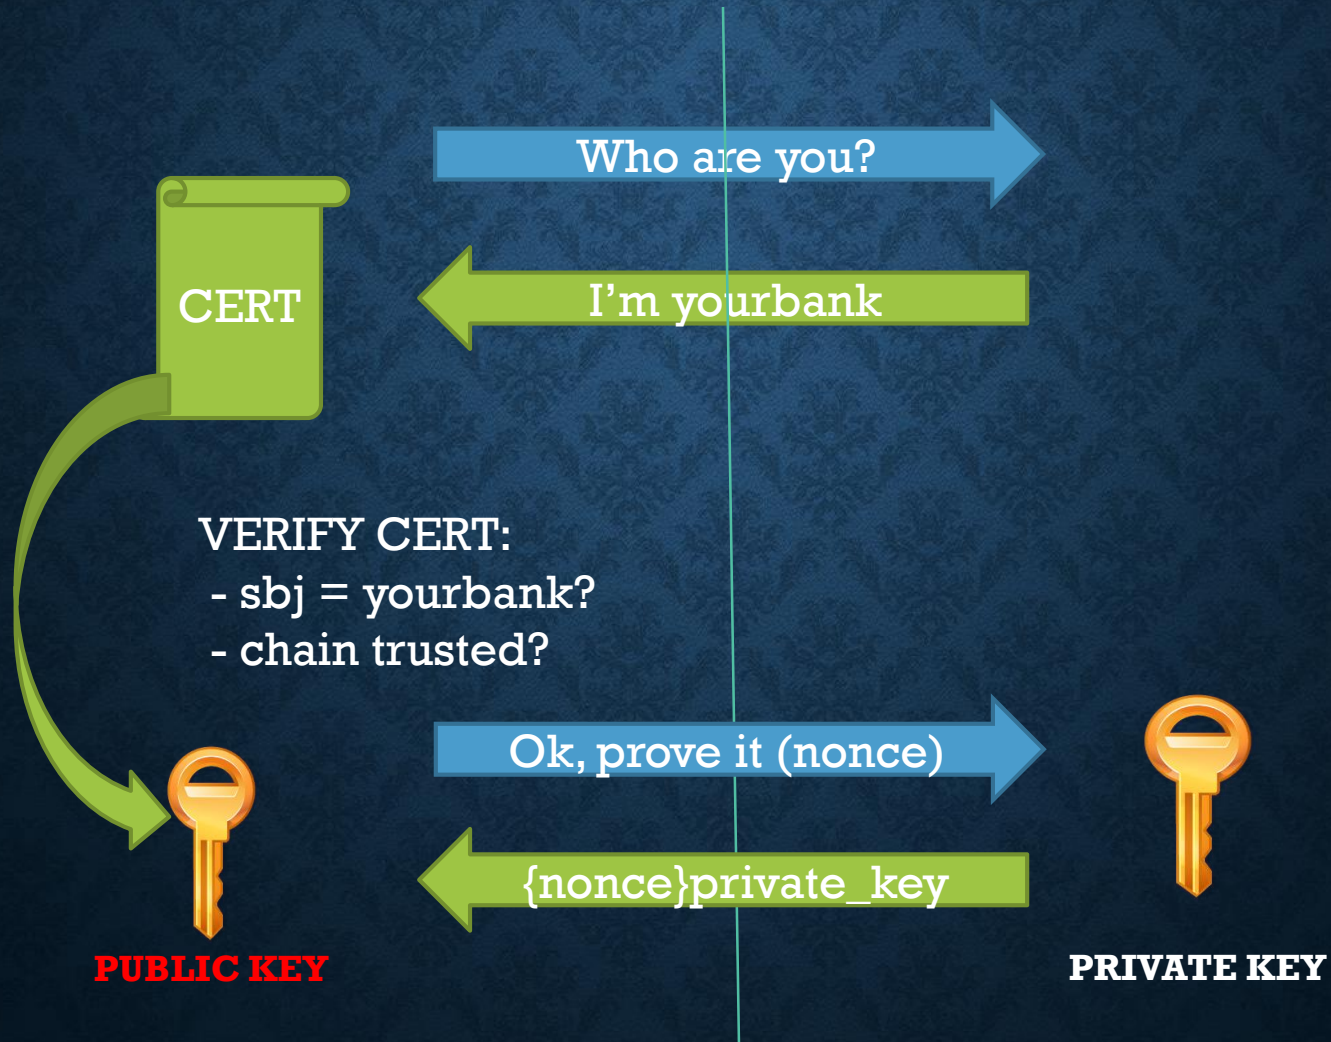 Who are you?
I’m yourbank
CERT
VERIFY CERT:
- sbj = yourbank?
- chain trusted?
Ok, prove it (nonce)
{nonce}private_key
PUBLIC KEY
PRIVATE KEY